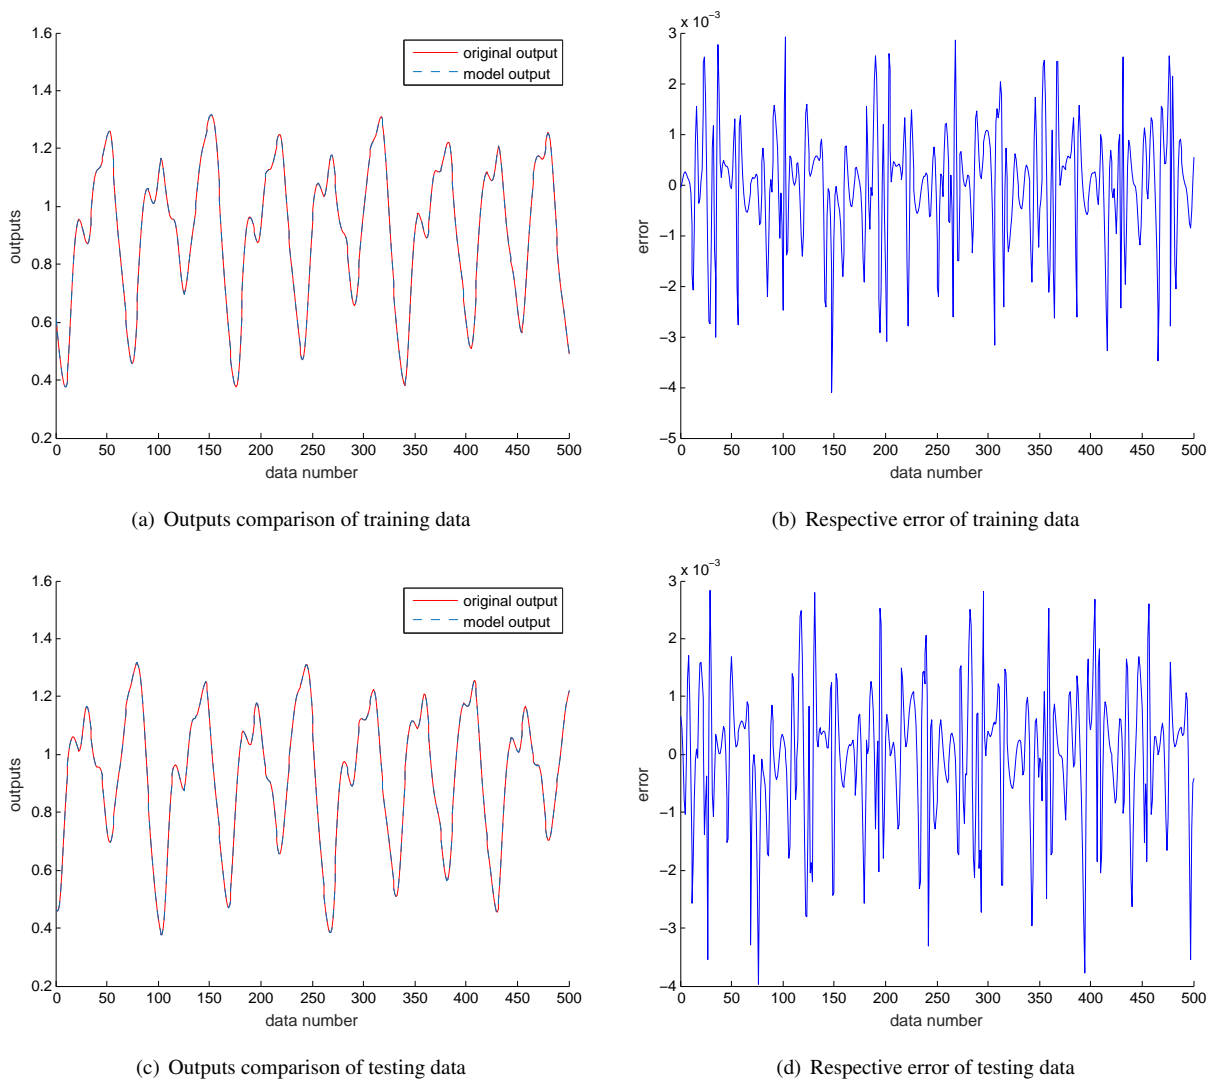 1.6
1.4
1.2
1
0.8
0.6
0.4
0.2
outputs
original output
model output
0 50 100 150 200 250 300 350 400 450 500
data number
(a) Outputs comparison of training data
x 10⁻³
3
2
1
0
−1
−2
−3
−4
−5
error
0 50 100 150 200 250 300 350 400 450 500
data number
(b) Respective error of training data
1.6
1.4
1.2
1
0.8
0.6
0.4
0.2
outputs
original output
model output
0 50 100 150 200 250 300 350 400 450 500
data number
(c) Outputs comparison of testing data
x 10⁻³
3
2
1
0
−1
−2
−3
−4
error
0 50 100 150 200 250 300 350 400 450 500
data number
(d) Respective error of testing data